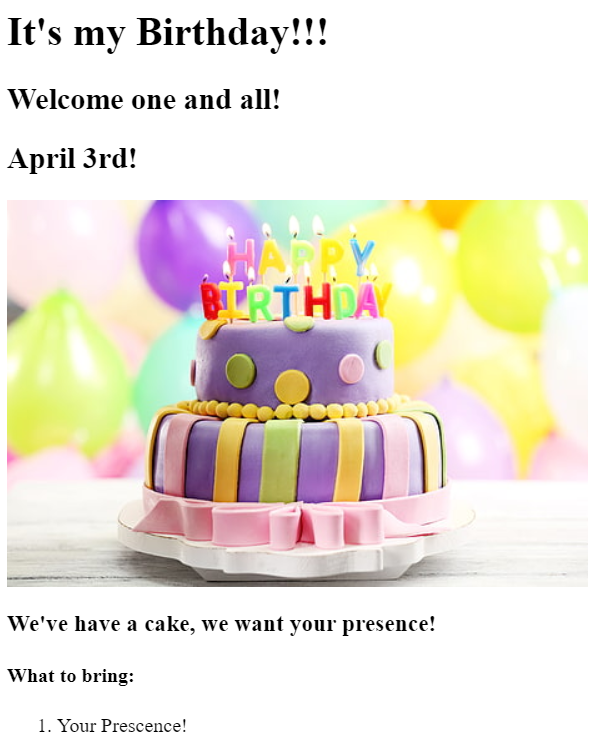 It's my Birthday!!!
Welcome one and all!
April 3rd!
HAPPY
BIRTHDAY
We've have a cake, we want your presence!
What to bring:
1. Your Prescence!